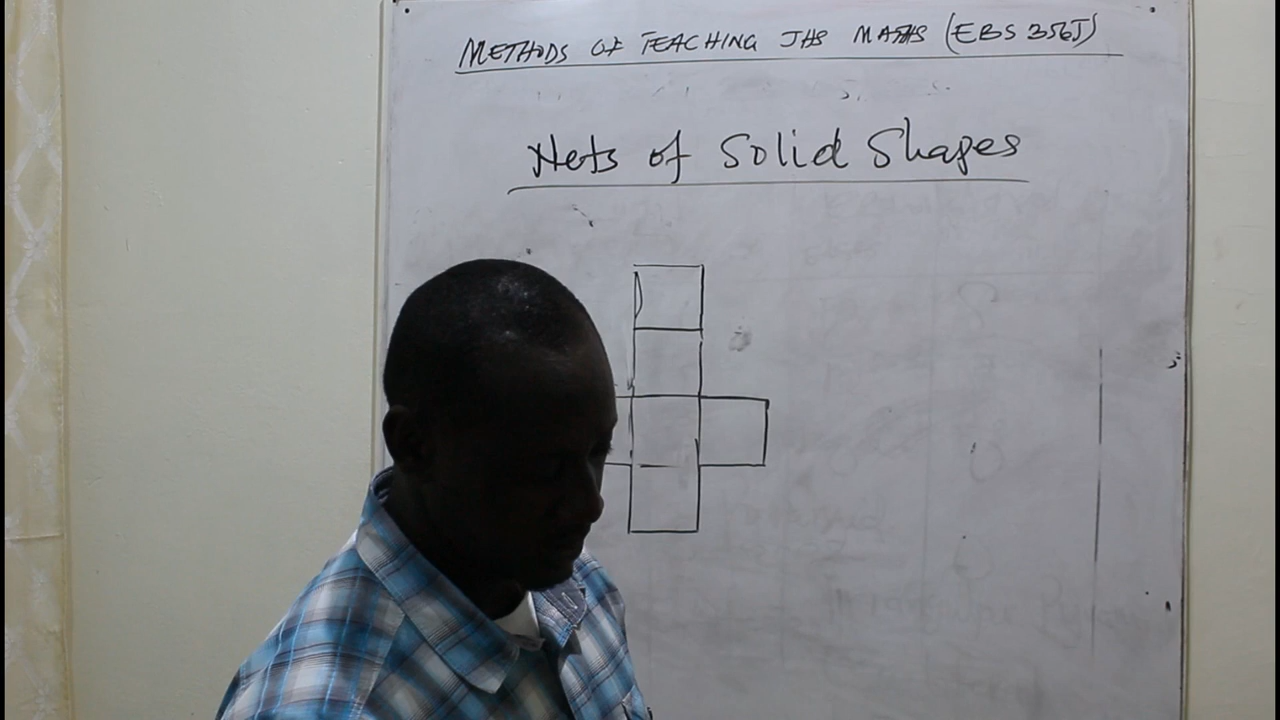 METHODS OF TEACHING JHS MATHS (EBS 356J)
Nets of Solid Shapes